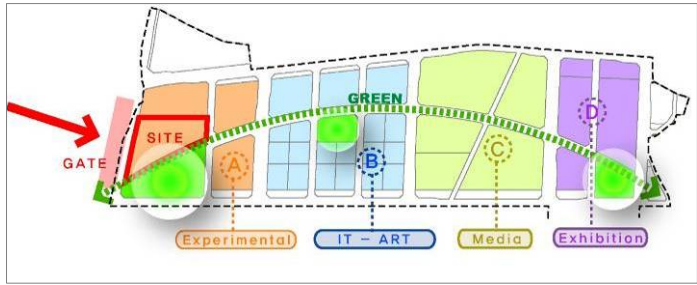 GREEN
D
SITE
GATE
A
B
C
Experimental
IT - ART
Media
Exhibition